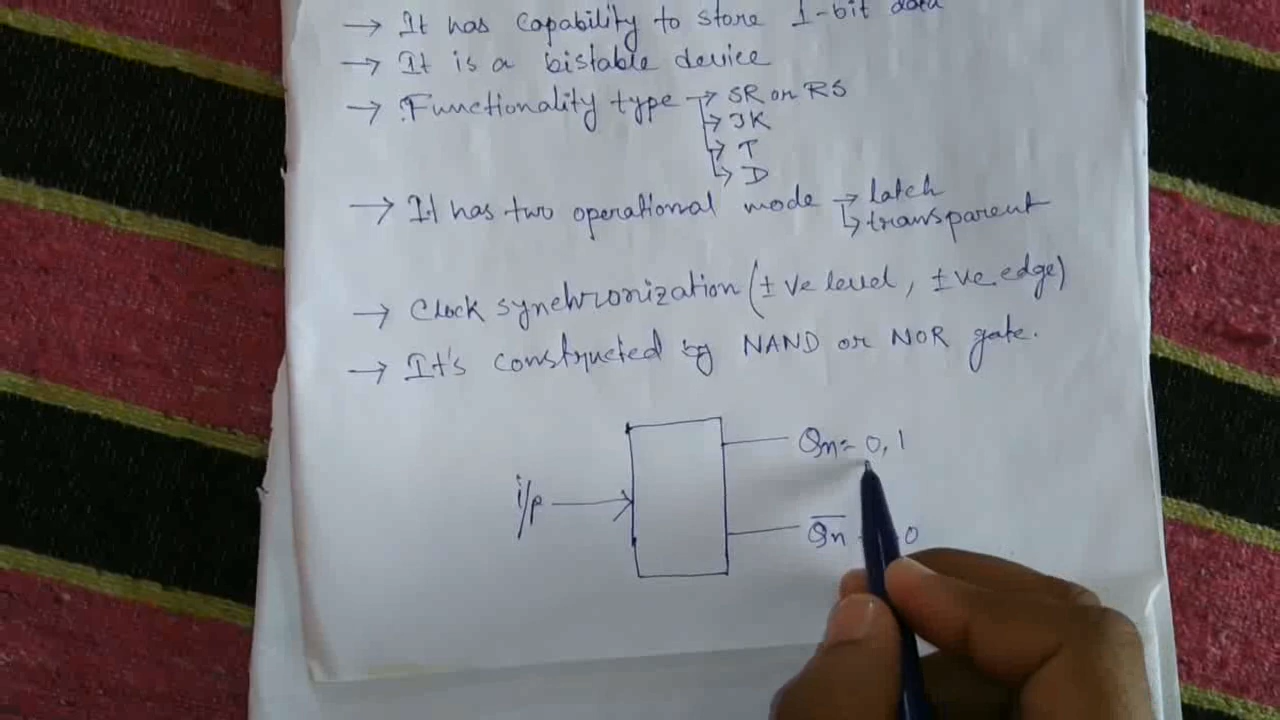 → It has capability to store 1-bit data
→ It is a bistable device
→ Functionality type → SR or RS
→ JK
→ T
→ D
→ It has two operational mode → latch
→ transparent
→ Clock synchronization (±ve level, ±ve edge)
→ It's constructed by NAND or NOR gate.
Qn = 0, 1
i/p
Q̅n̅ 0